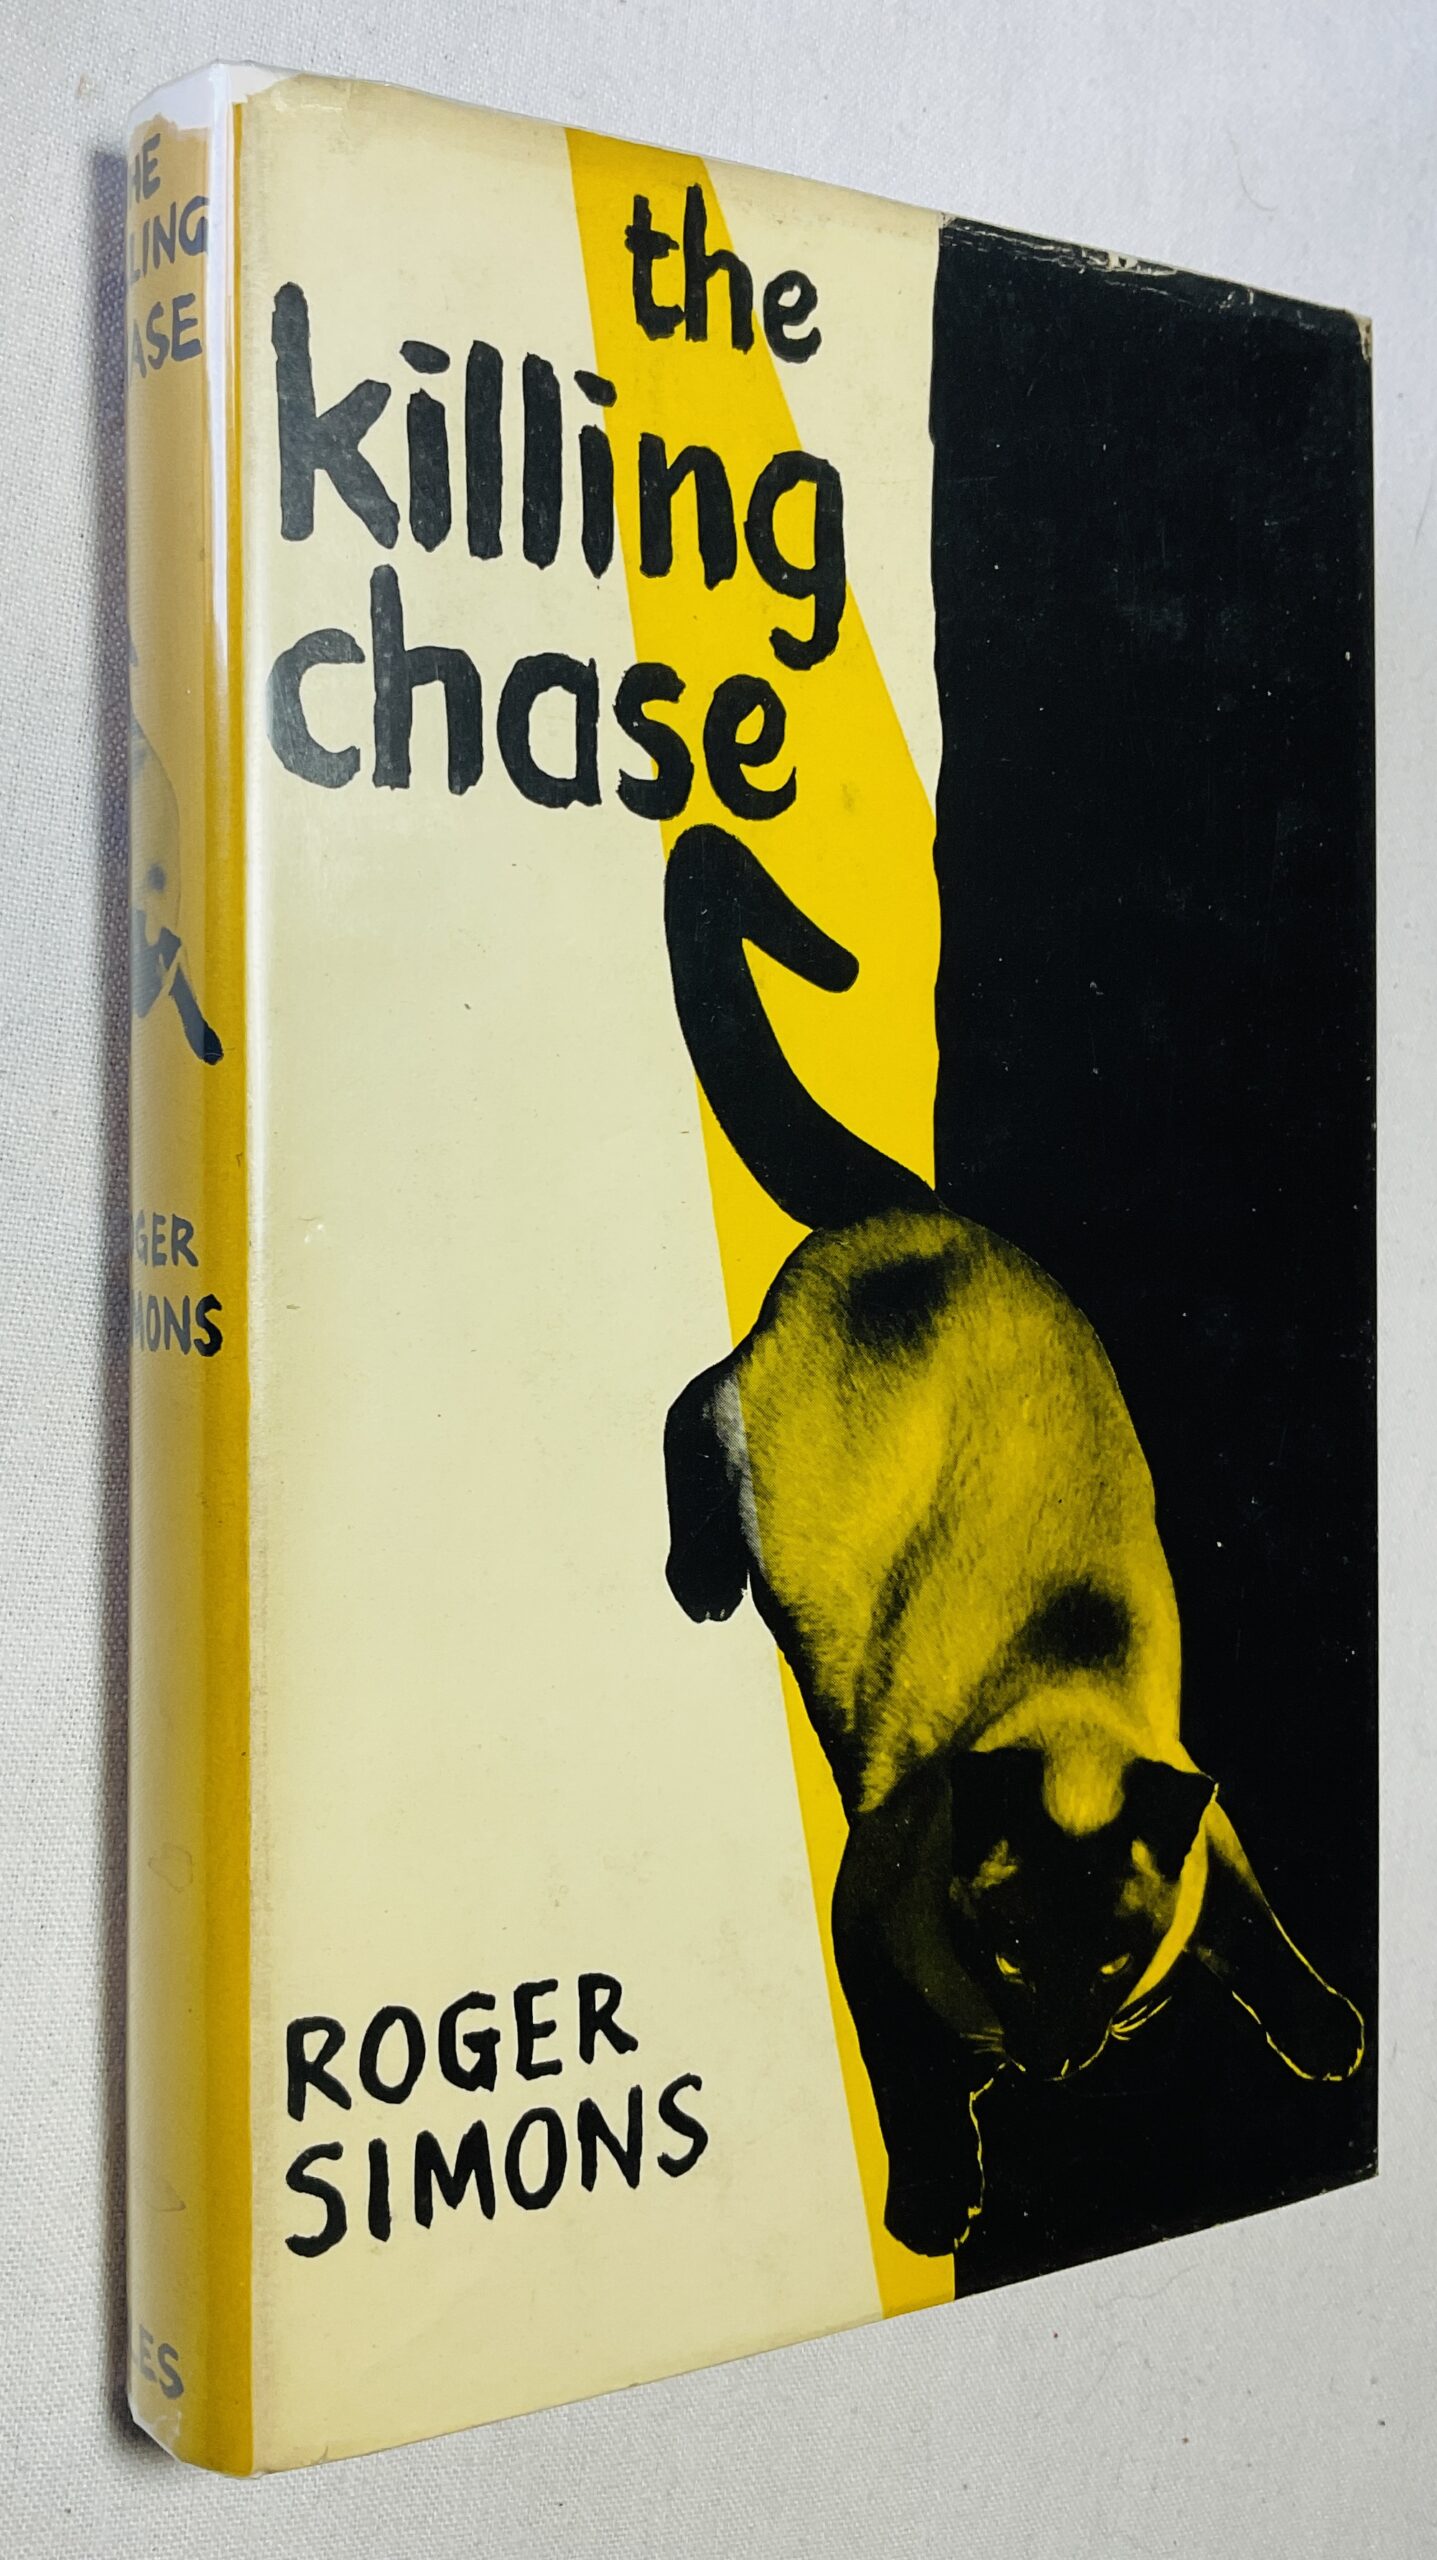 the
killing
chase
ROGER
SIMONS